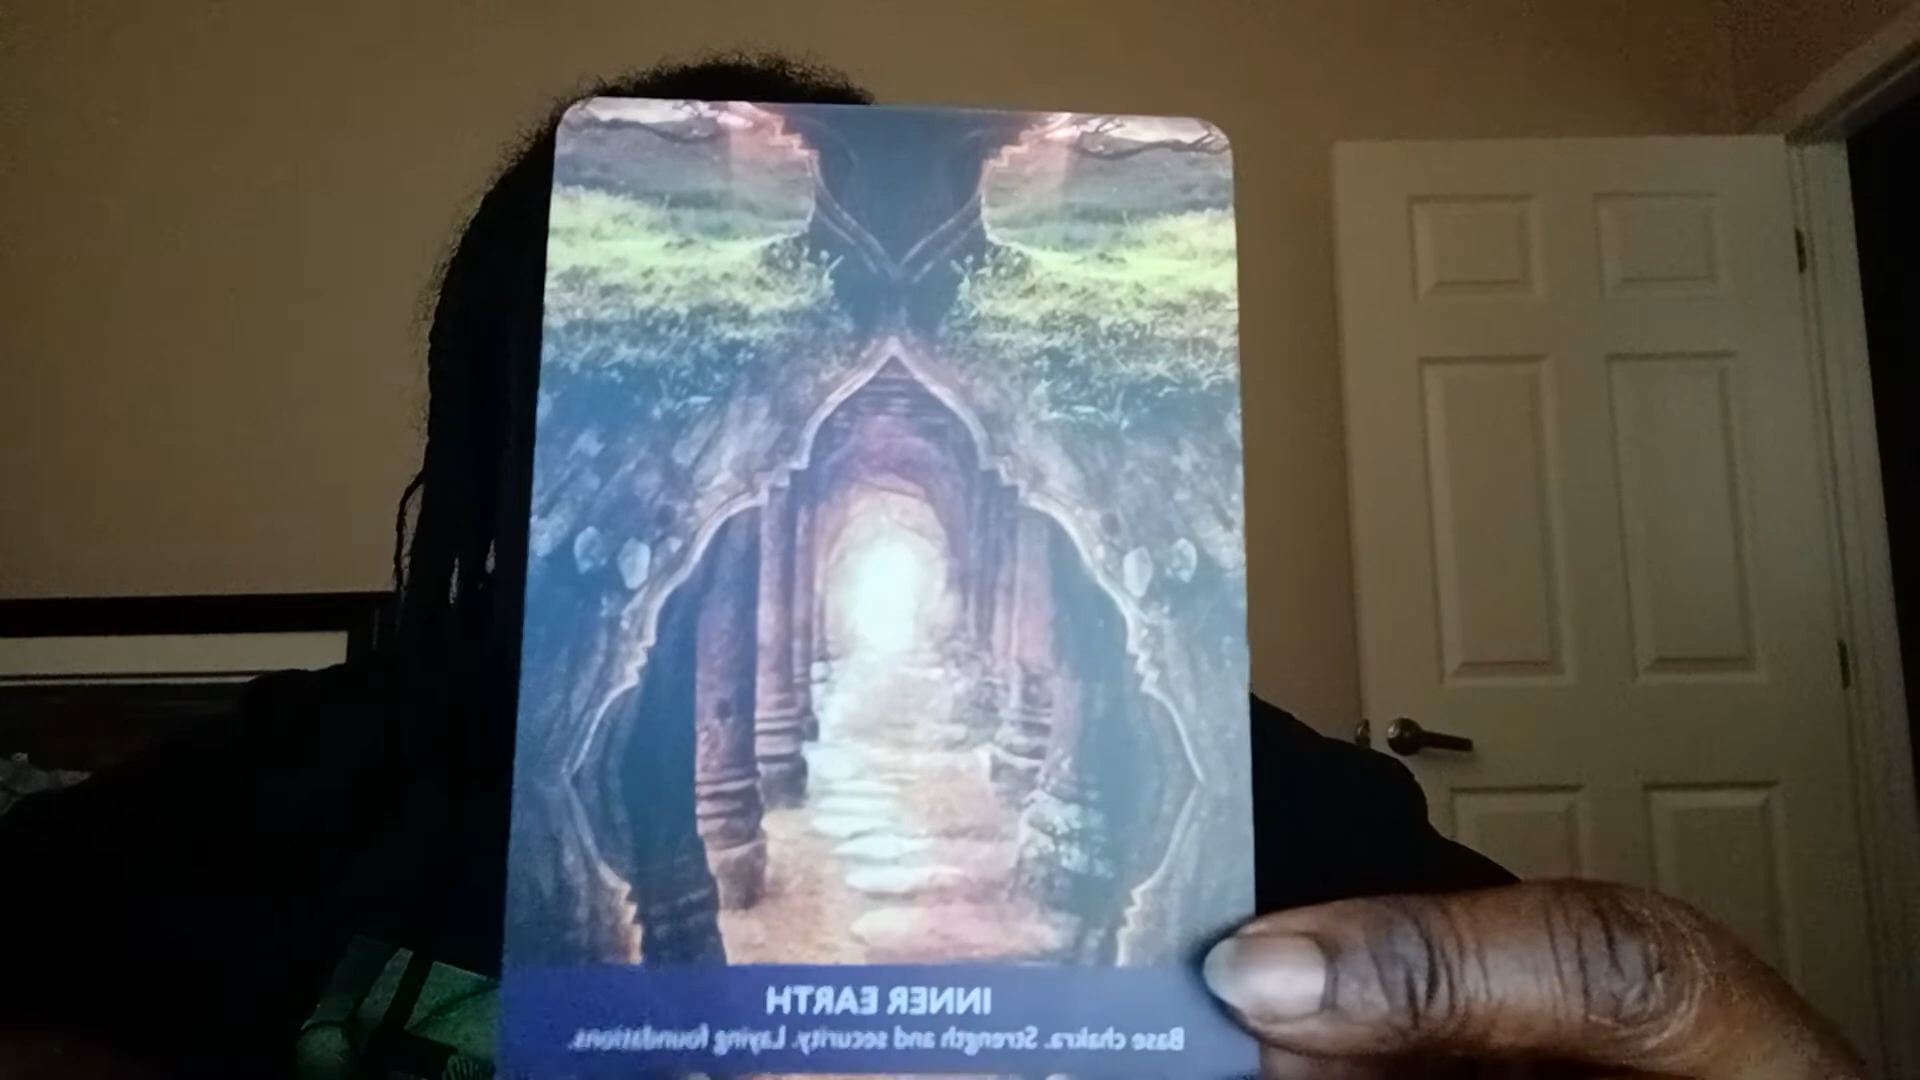 INNER EARTH
Base chakra. Strength and security. Laying foundations.